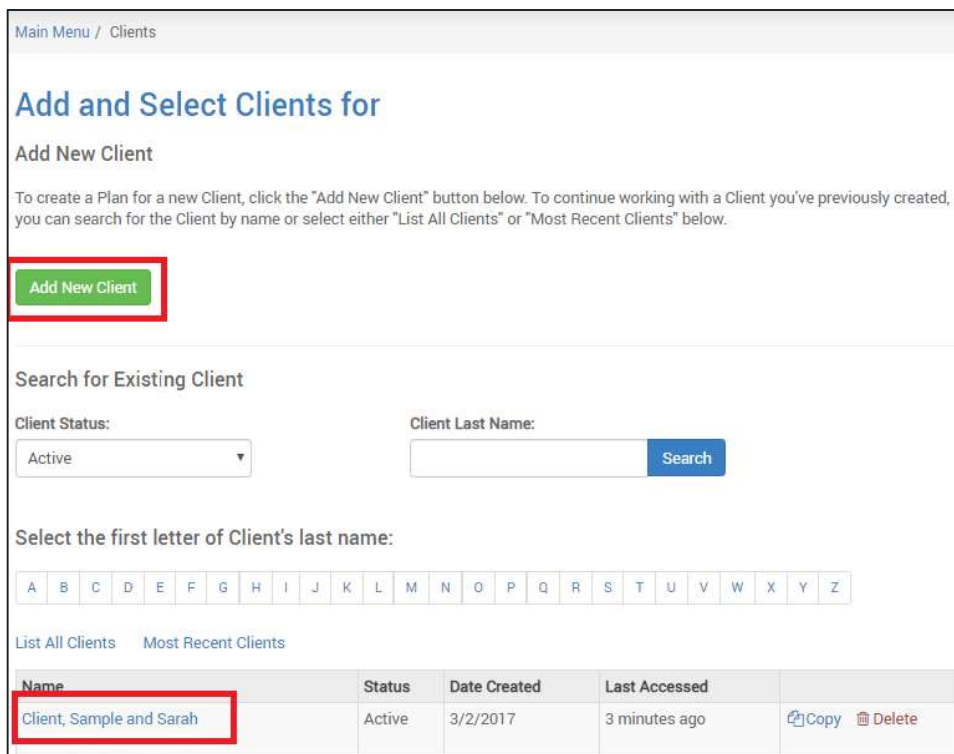 Main Menu / Clients
Add and Select Clients for
Add New Client
To create a Plan for a new Client, click the "Add New Client" button below. To continue working with a Client you've previously created,
you can search for the Client by name or select either "List All Clients" or "Most Recent Clients" below.
Add New Client
Search for Existing Client
Client Status: Client Last Name:
Active Search
Select the first letter of Client's last name:
A B C D E F G H I J K L M N O P Q R S T U V W X Y Z
List All Clients Most Recent Clients
Name Status Date Created Last Accessed
Client, Sample and Sarah Active 3/2/2017 3 minutes ago Copy Delete